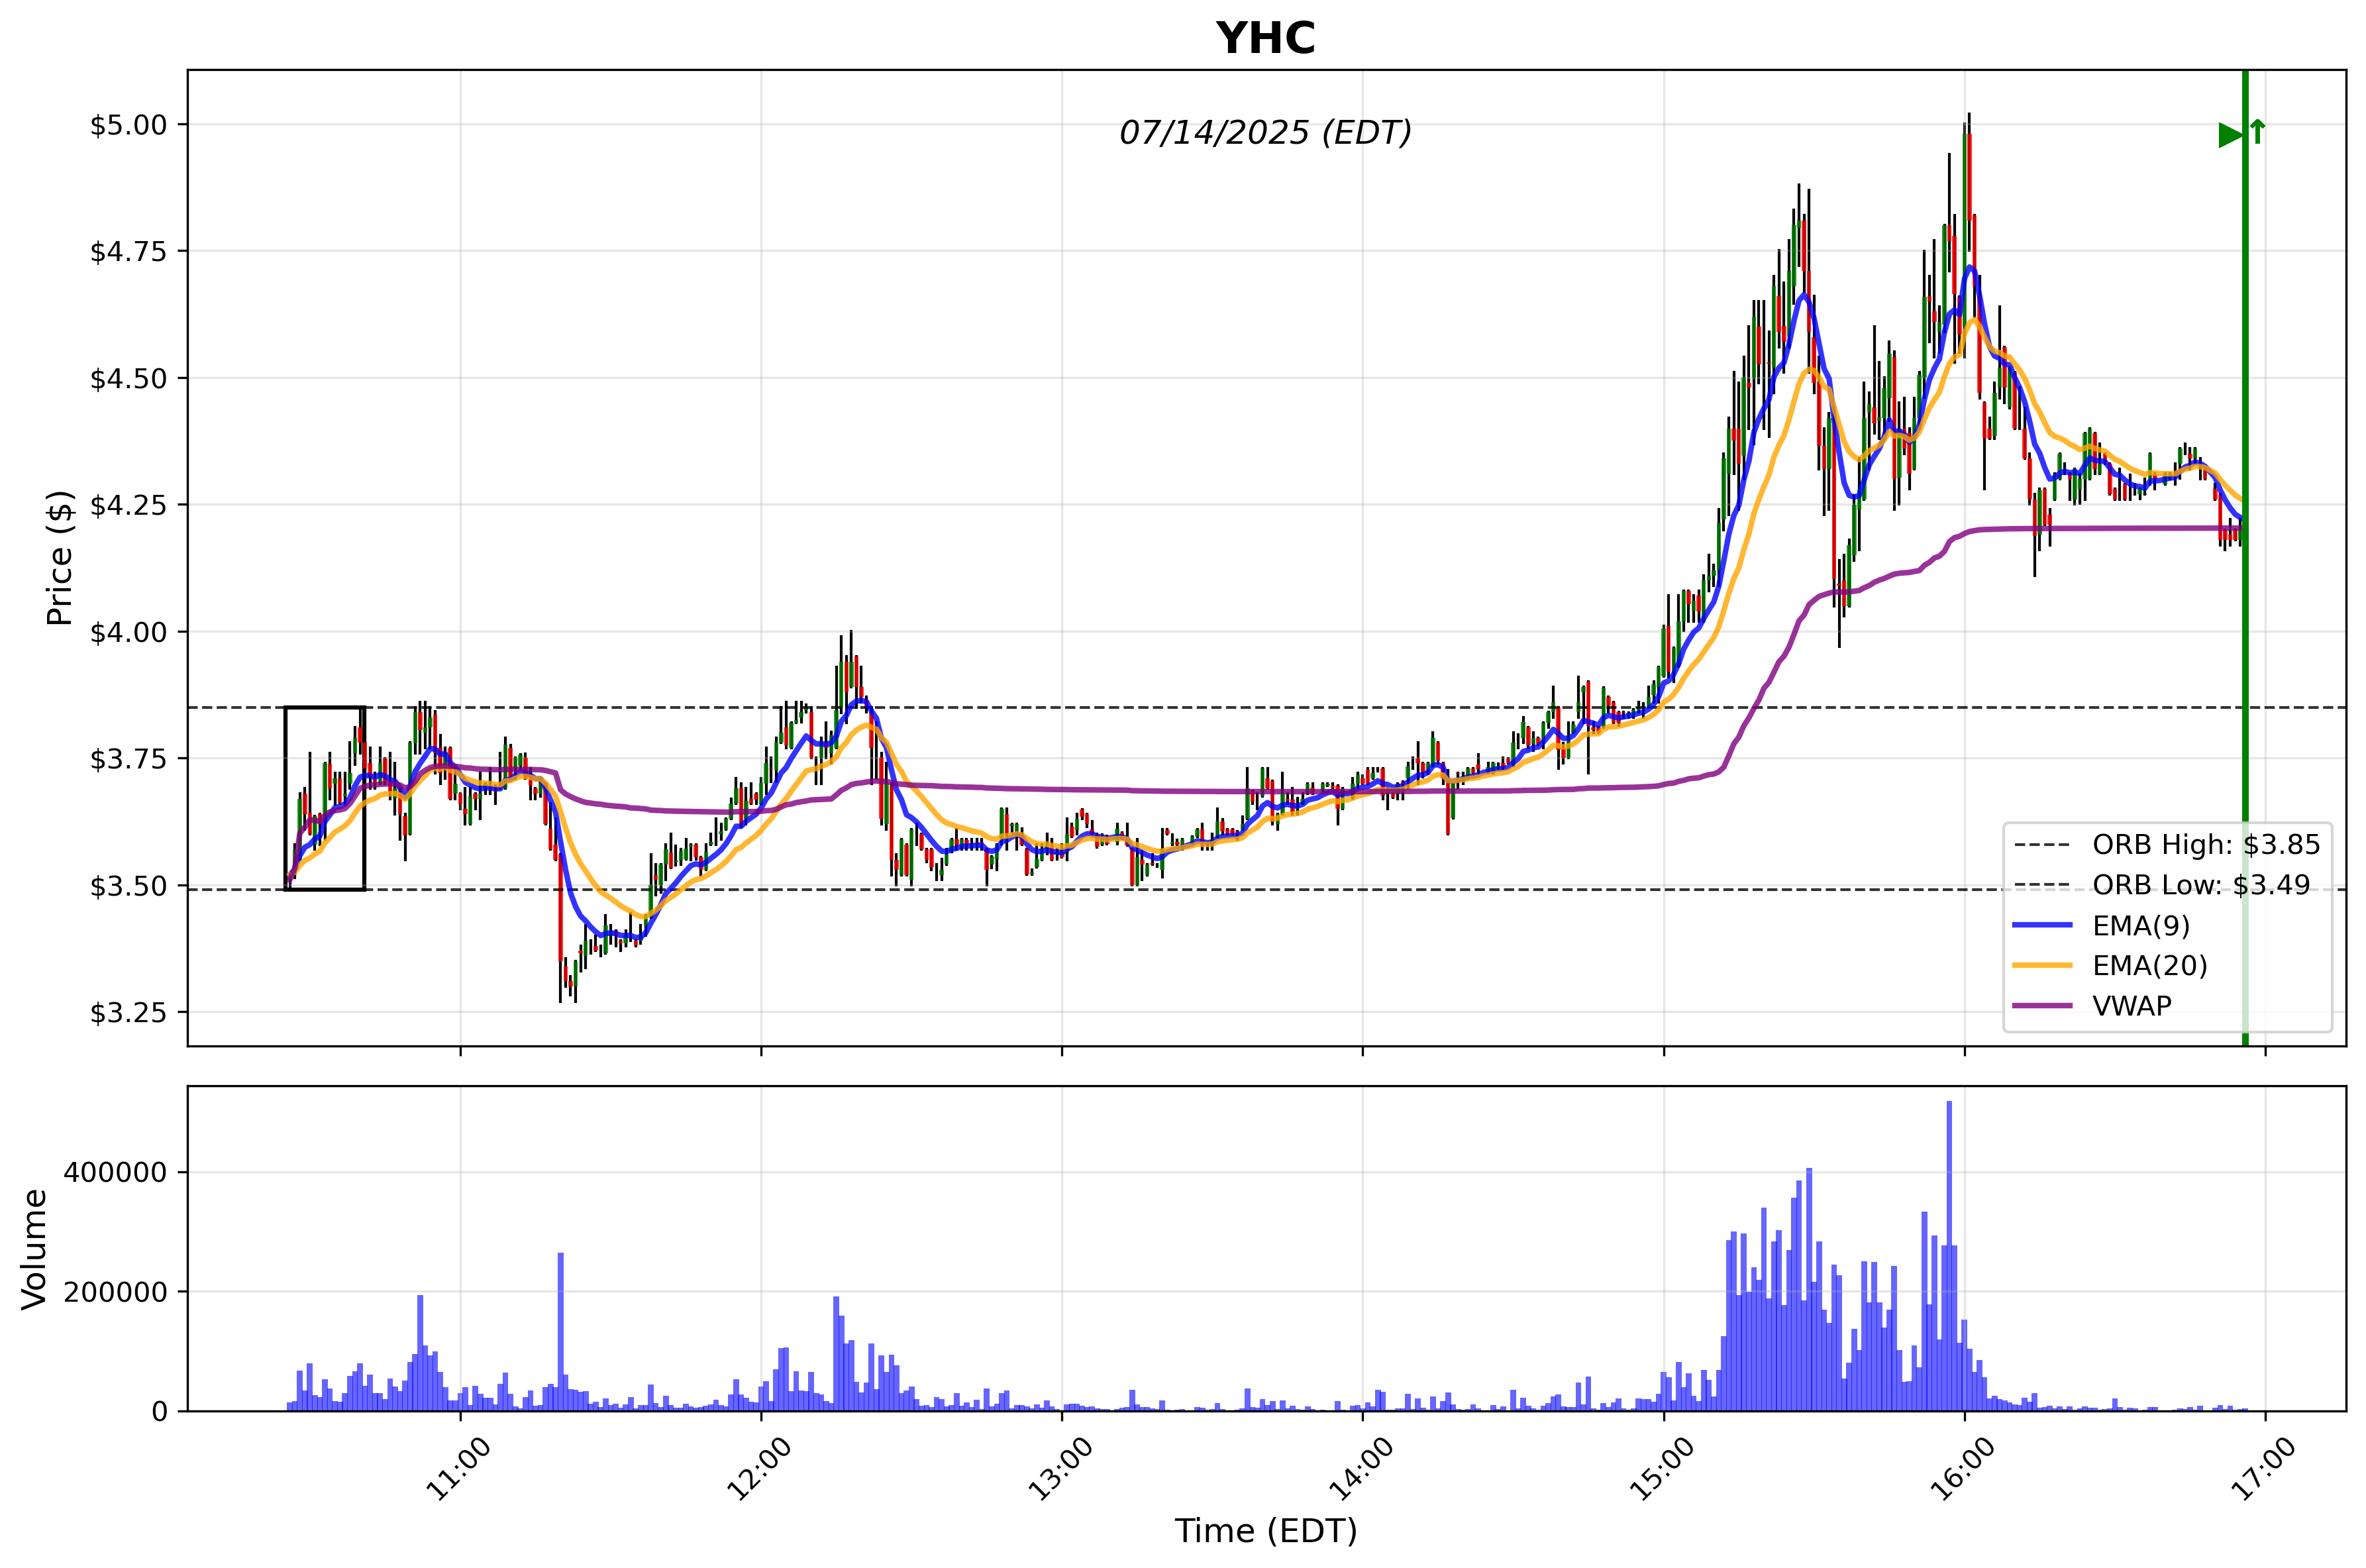 YHC
07/14/2025 (EDT)
$5.00
$4.75
$4.50
$4.25
$4.00
$3.75
$3.50
$3.25
Price ($)
ORB High: $3.85
ORB Low: $3.49
EMA(9)
EMA(20)
VWAP
400000
200000
0
Volume
11:00
12:00
13:00
14:00
15:00
16:00
17:00
Time (EDT)